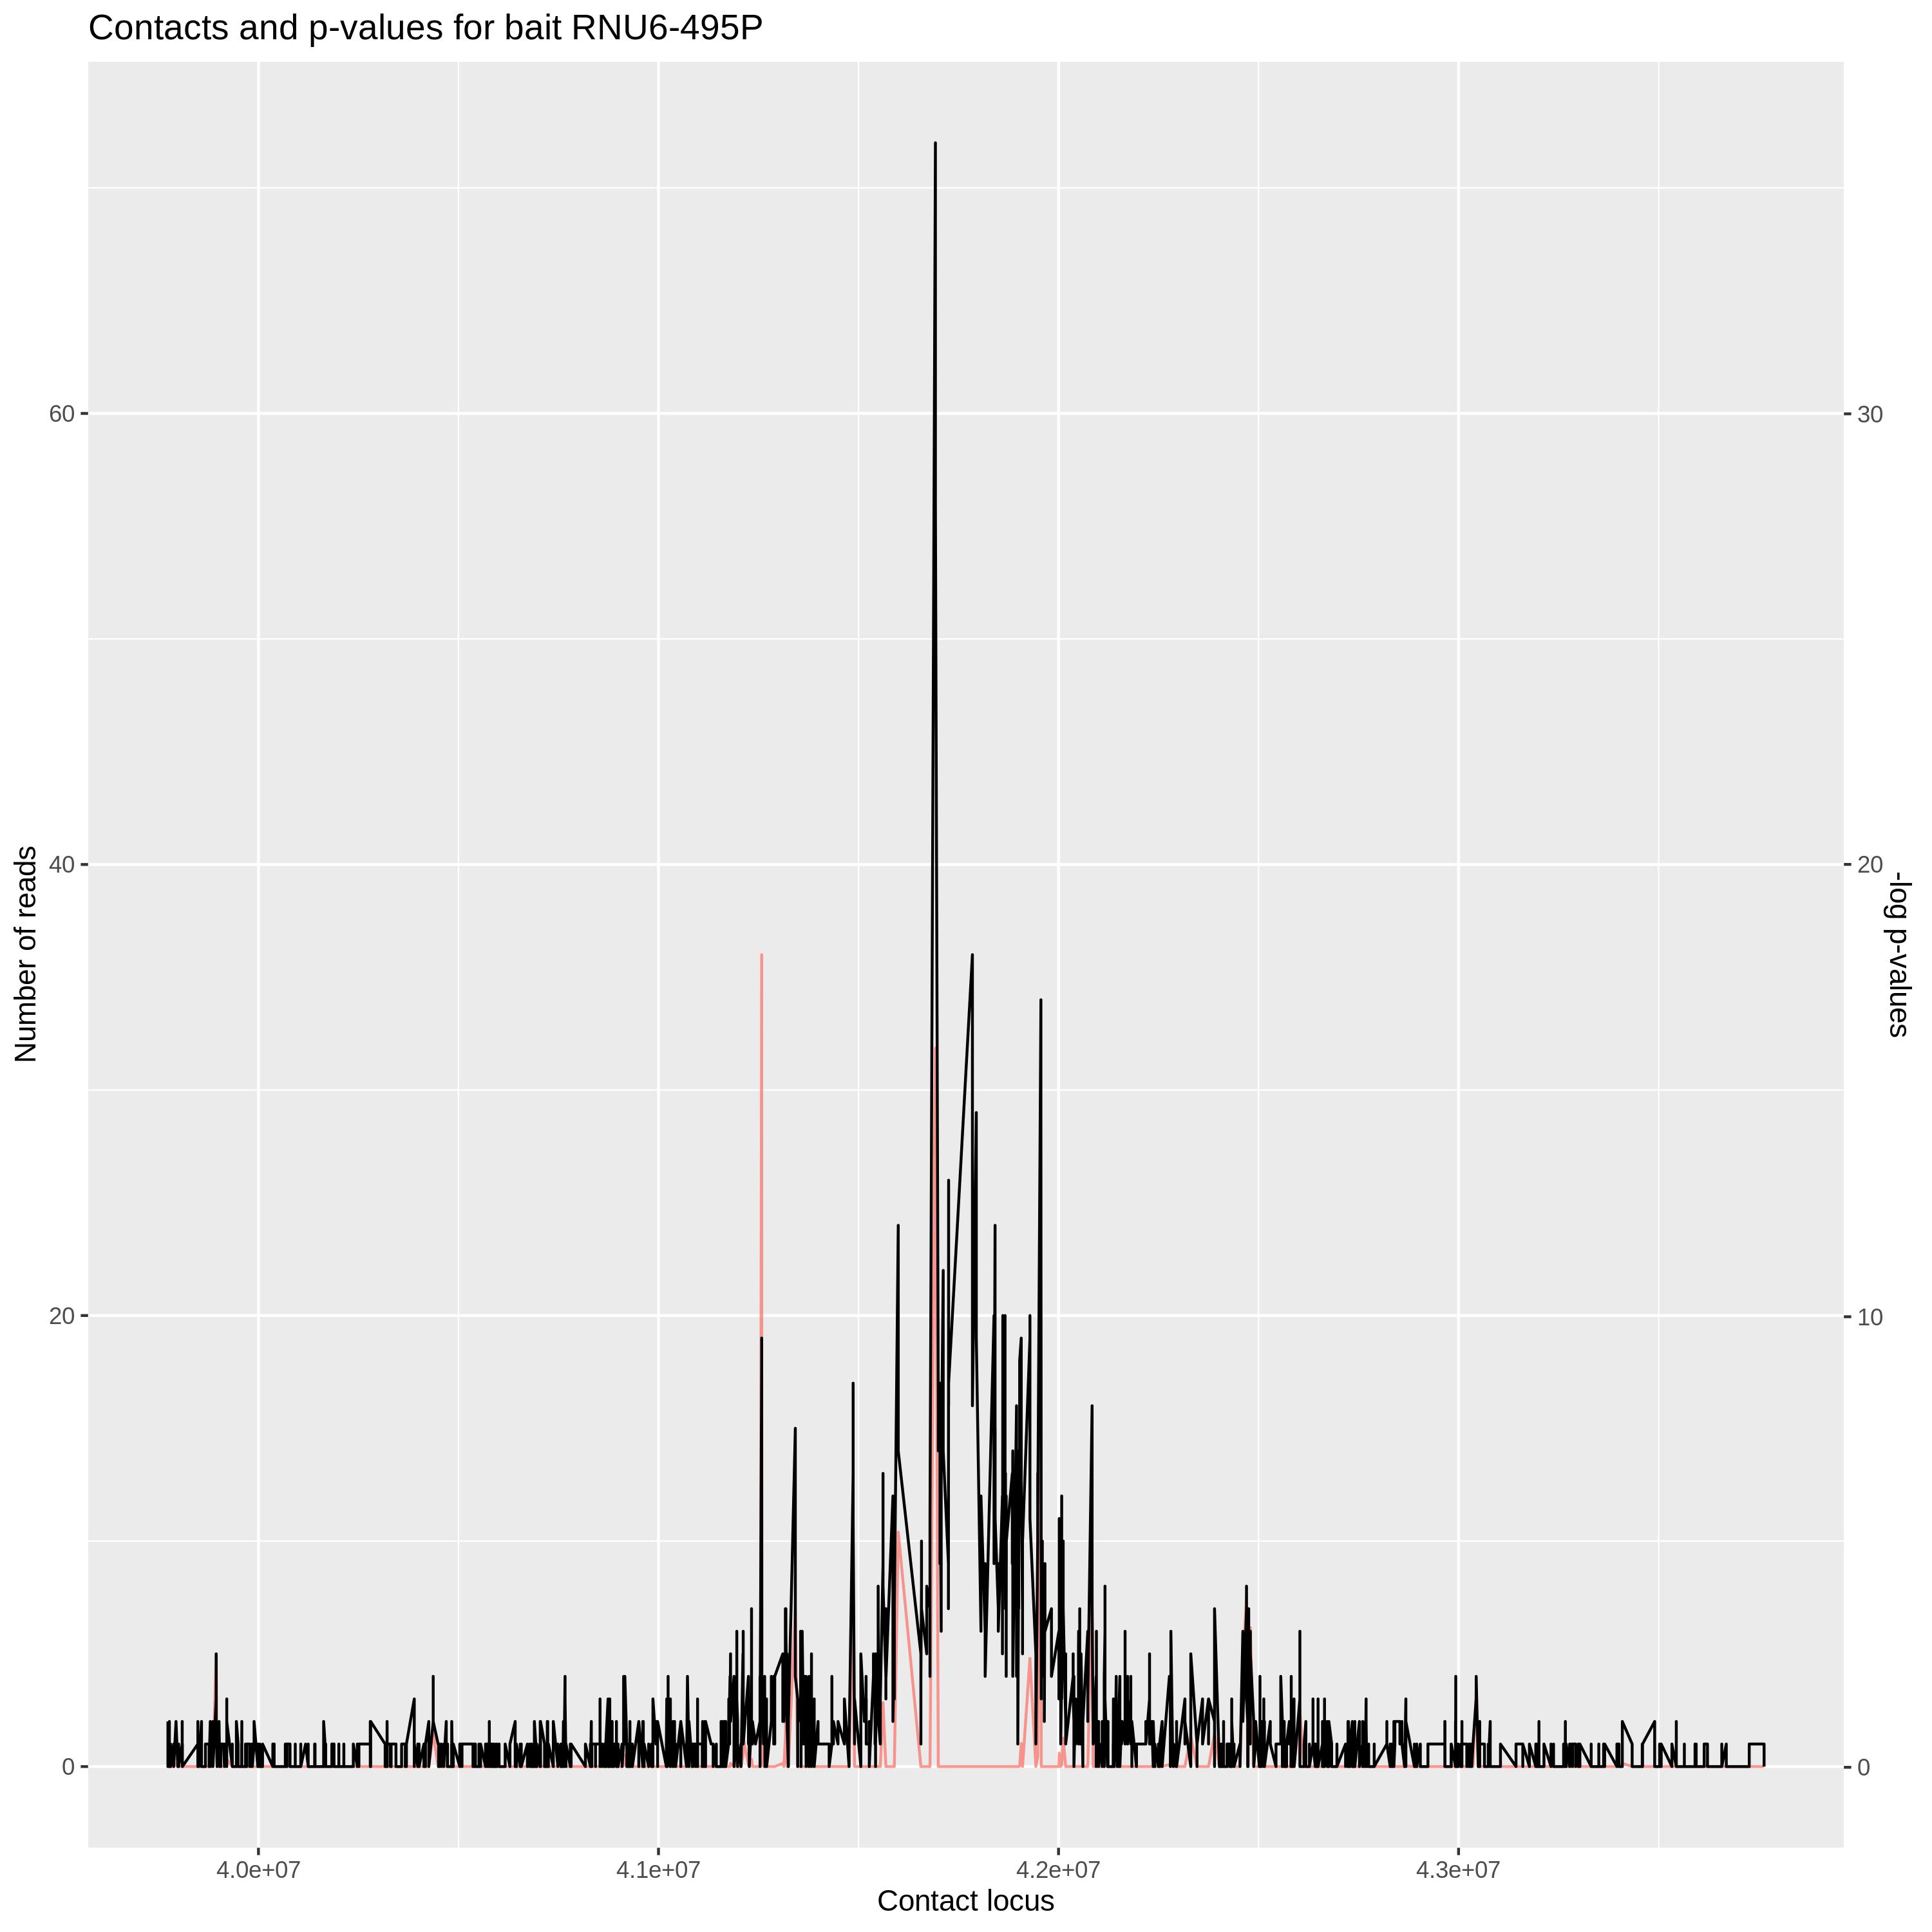 Contacts and p-values for bait RNU6-495P
60
40
20
0
30
20
10
0
Number of reads
-log p-values
4.0e+07
4.1e+07
4.2e+07
4.3e+07
Contact locus